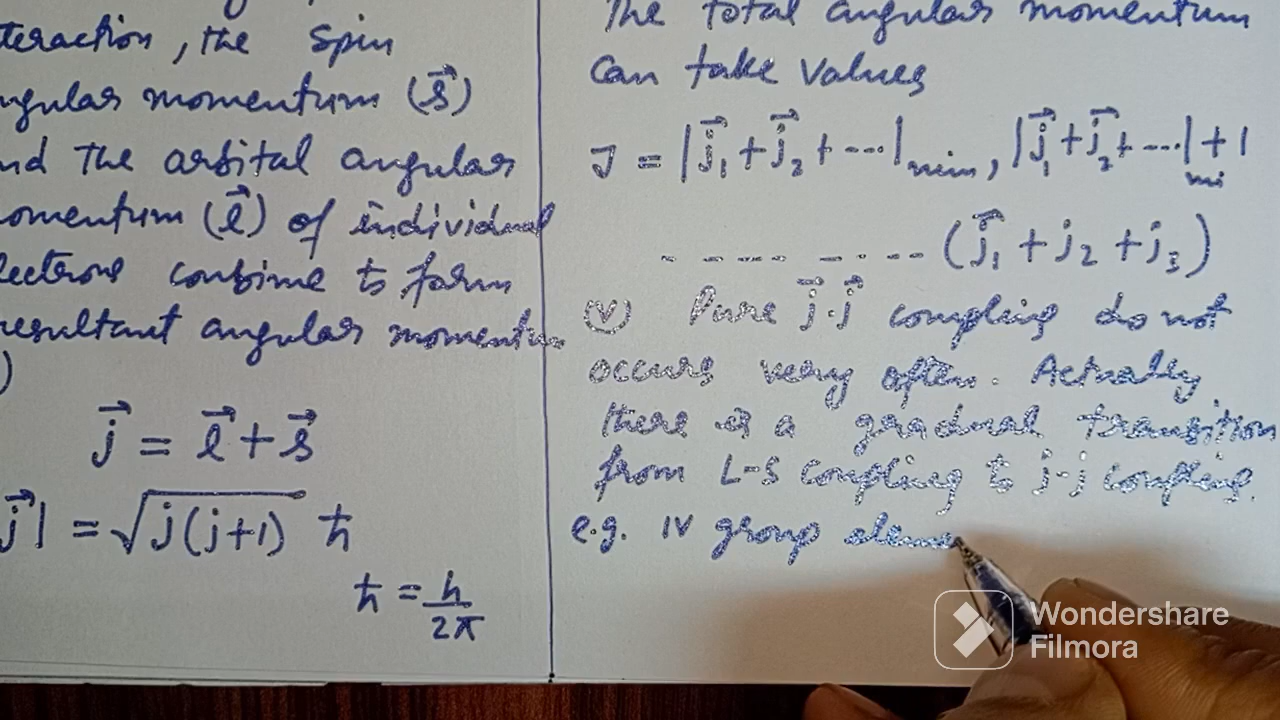 teraction, the spin
ngular momentum (s⃗)
nd the orbital angular
omentum (l⃗) of individual
lectrons combine to form
resultant angular momentum
)
j⃗ = l⃗ + s⃗
j⃗| = √j(j+1) ħ
ħ = h/2π
The total angular momentum
can take values
J = |j⃗₁ + j⃗₂ + ---|min, |j⃗₁ + j⃗₂ + ---| + 1
mi
- - --- -- - - -- (j⃗₁ + j₂ + j₃)
(V) Pure j⃗.j⃗ coupling do not
occurs very often. Actually
there is a gradual transition
from L-S coupling to j-j coupling.
e.g. IV group eleme
Wondershare
Filmora